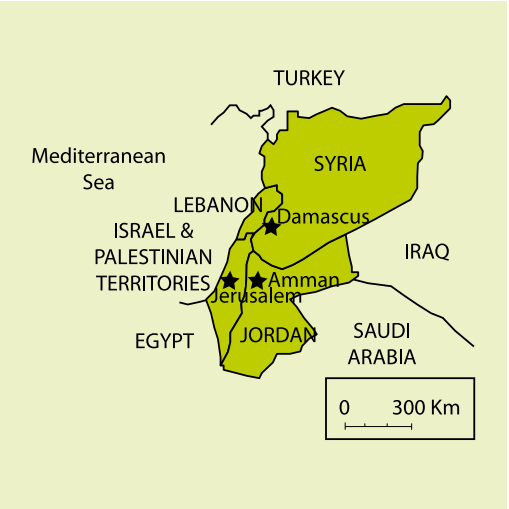 TURKEY
Mediterranean
Sea
SYRIA
LEBANON
Damascus
ISRAEL &
PALESTINIAN
TERRITORIES
IRAQ
Amman
Jerusalem
EGYPT
JORDAN
SAUDI
ARABIA
0 300 Km